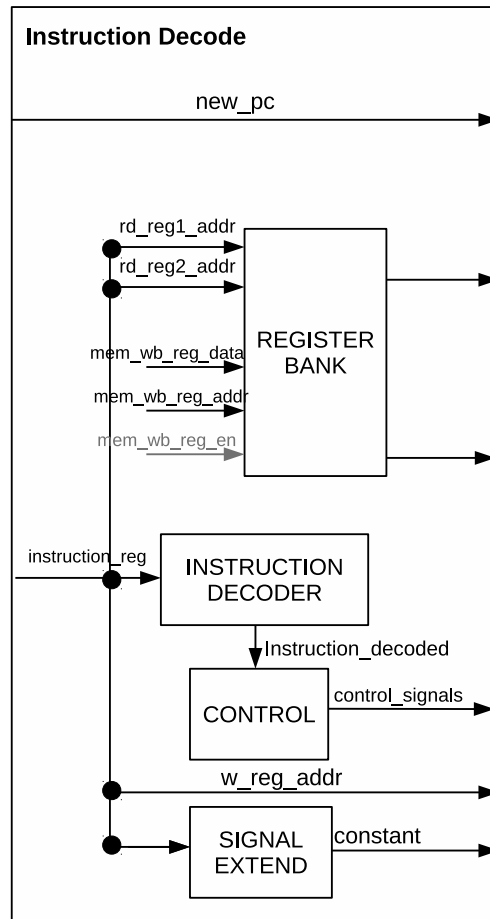 Instruction Decode
new_pc
rd_reg1_addr
rd_reg2_addr
REGISTER
BANK
mem_wb_reg_data
mem_wb_reg_addr
mem_wb_reg_en
instruction_reg
INSTRUCTION
DECODER
Instruction_decoded
CONTROL
control_signals
w_reg_addr
SIGNAL
EXTEND
constant